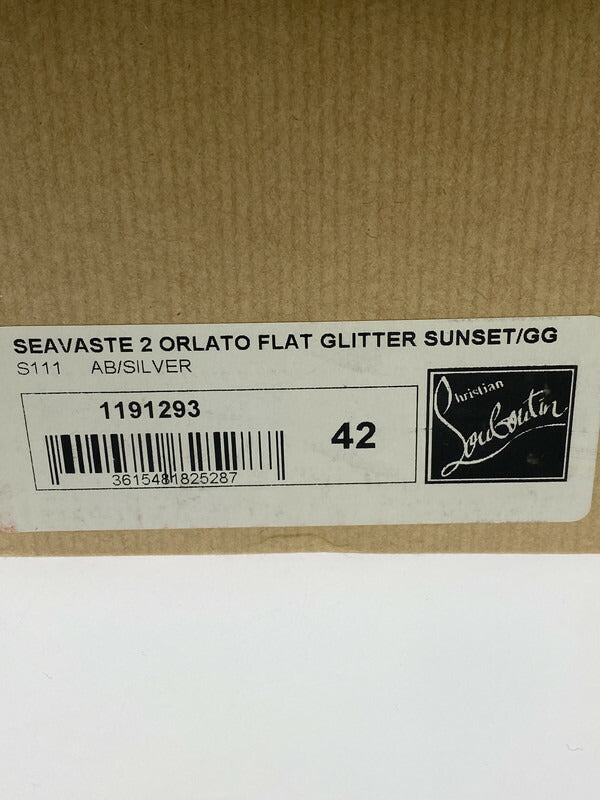 SEAVASTE 2 ORLATO FLAT GLITTER SUNSET/GG
S111 AB/SILVER
1191293
3615481825287
42
Christian
Louboutin